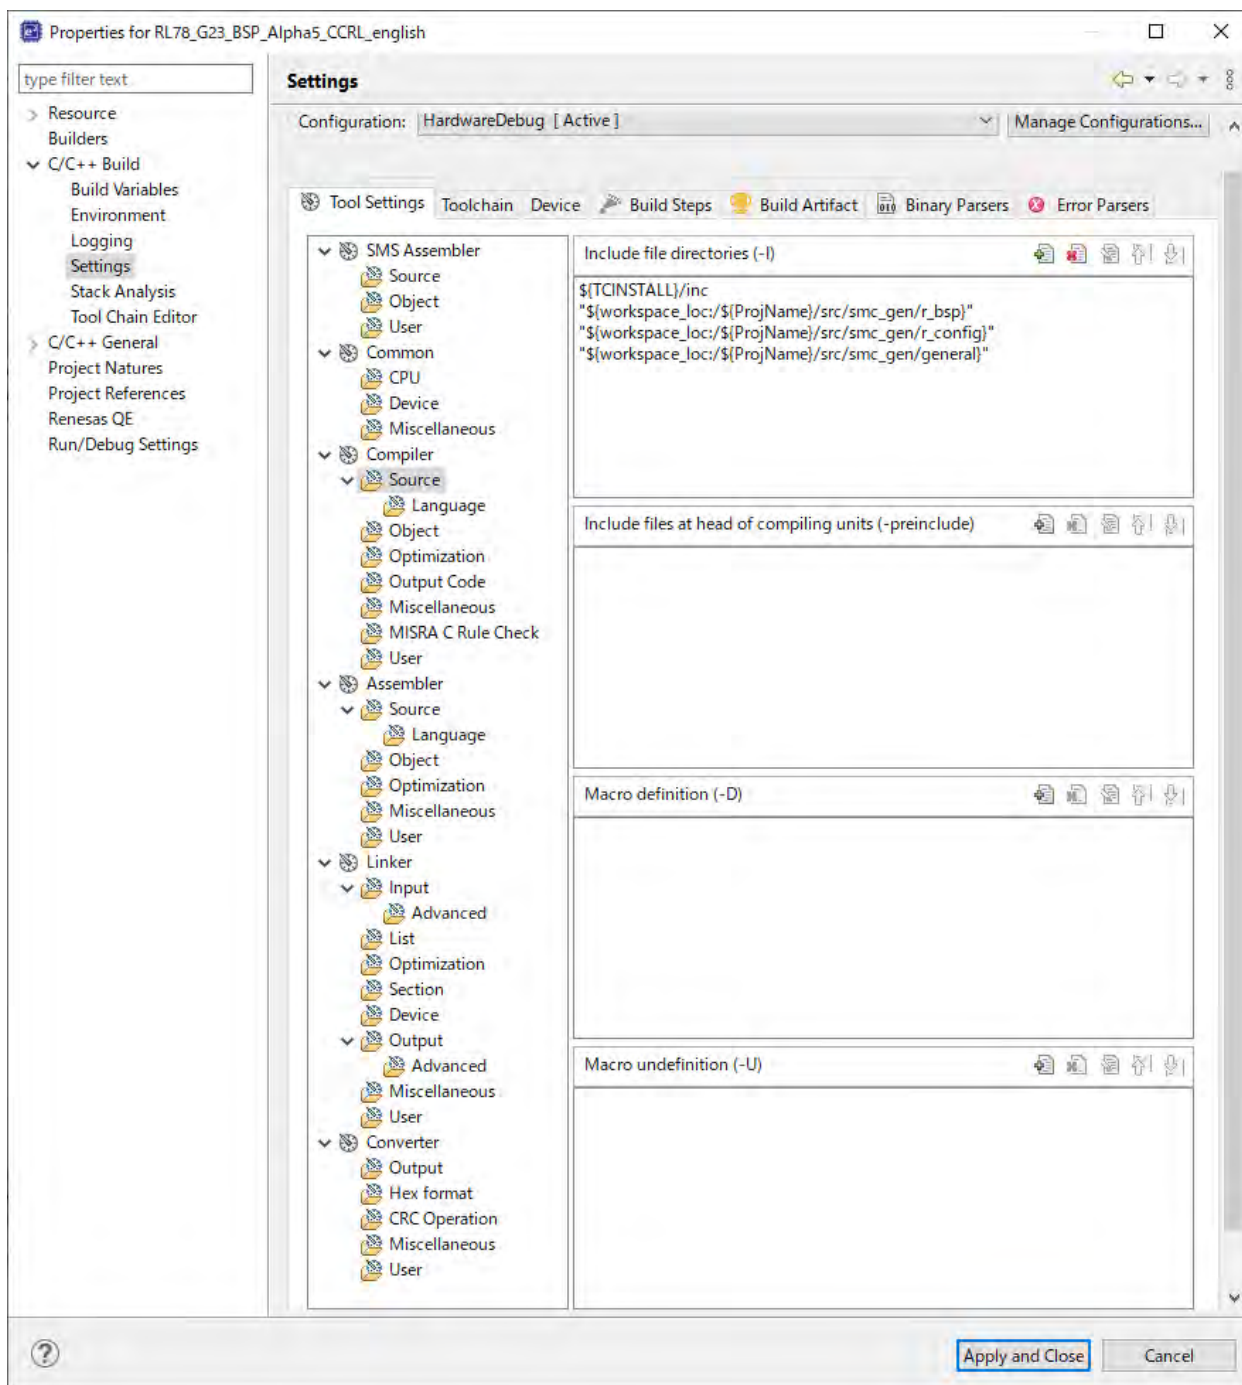 Properties for RL78_G23_BSP_Alpha5_CCRL_english
type filter text
Resource
Builders
C/C++ Build
Build Variables
Environment
Logging
Settings
Stack Analysis
Tool Chain Editor
C/C++ General
Project Natures
Project References
Renesas QE
Run/Debug Settings
Settings
Configuration: HardwareDebug [ Active ] Manage Configurations...
Tool Settings Toolchain Device Build Steps Build Artifact Binary Parsers Error Parsers
SMS Assembler
Source
Object
User
Common
CPU
Device
Miscellaneous
Compiler
Source
Language
Object
Optimization
Output Code
Miscellaneous
MISRA C Rule Check
User
Assembler
Source
Language
Object
Optimization
Miscellaneous
User
Linker
Input
Advanced
List
Optimization
Section
Device
Output
Advanced
Miscellaneous
User
Converter
Output
Hex format
CRC Operation
Miscellaneous
User
Include file directories (-I)
${TCINSTALL}/inc
"${workspace_loc:/${ProjName}/src/smc_gen/r_bsp}"
"${workspace_loc:/${ProjName}/src/smc_gen/r_config}"
"${workspace_loc:/${ProjName}/src/smc_gen/general}"
Include files at head of compiling units (-preinclude)
Macro definition (-D)
Macro undefinition (-U)
Apply and Close Cancel